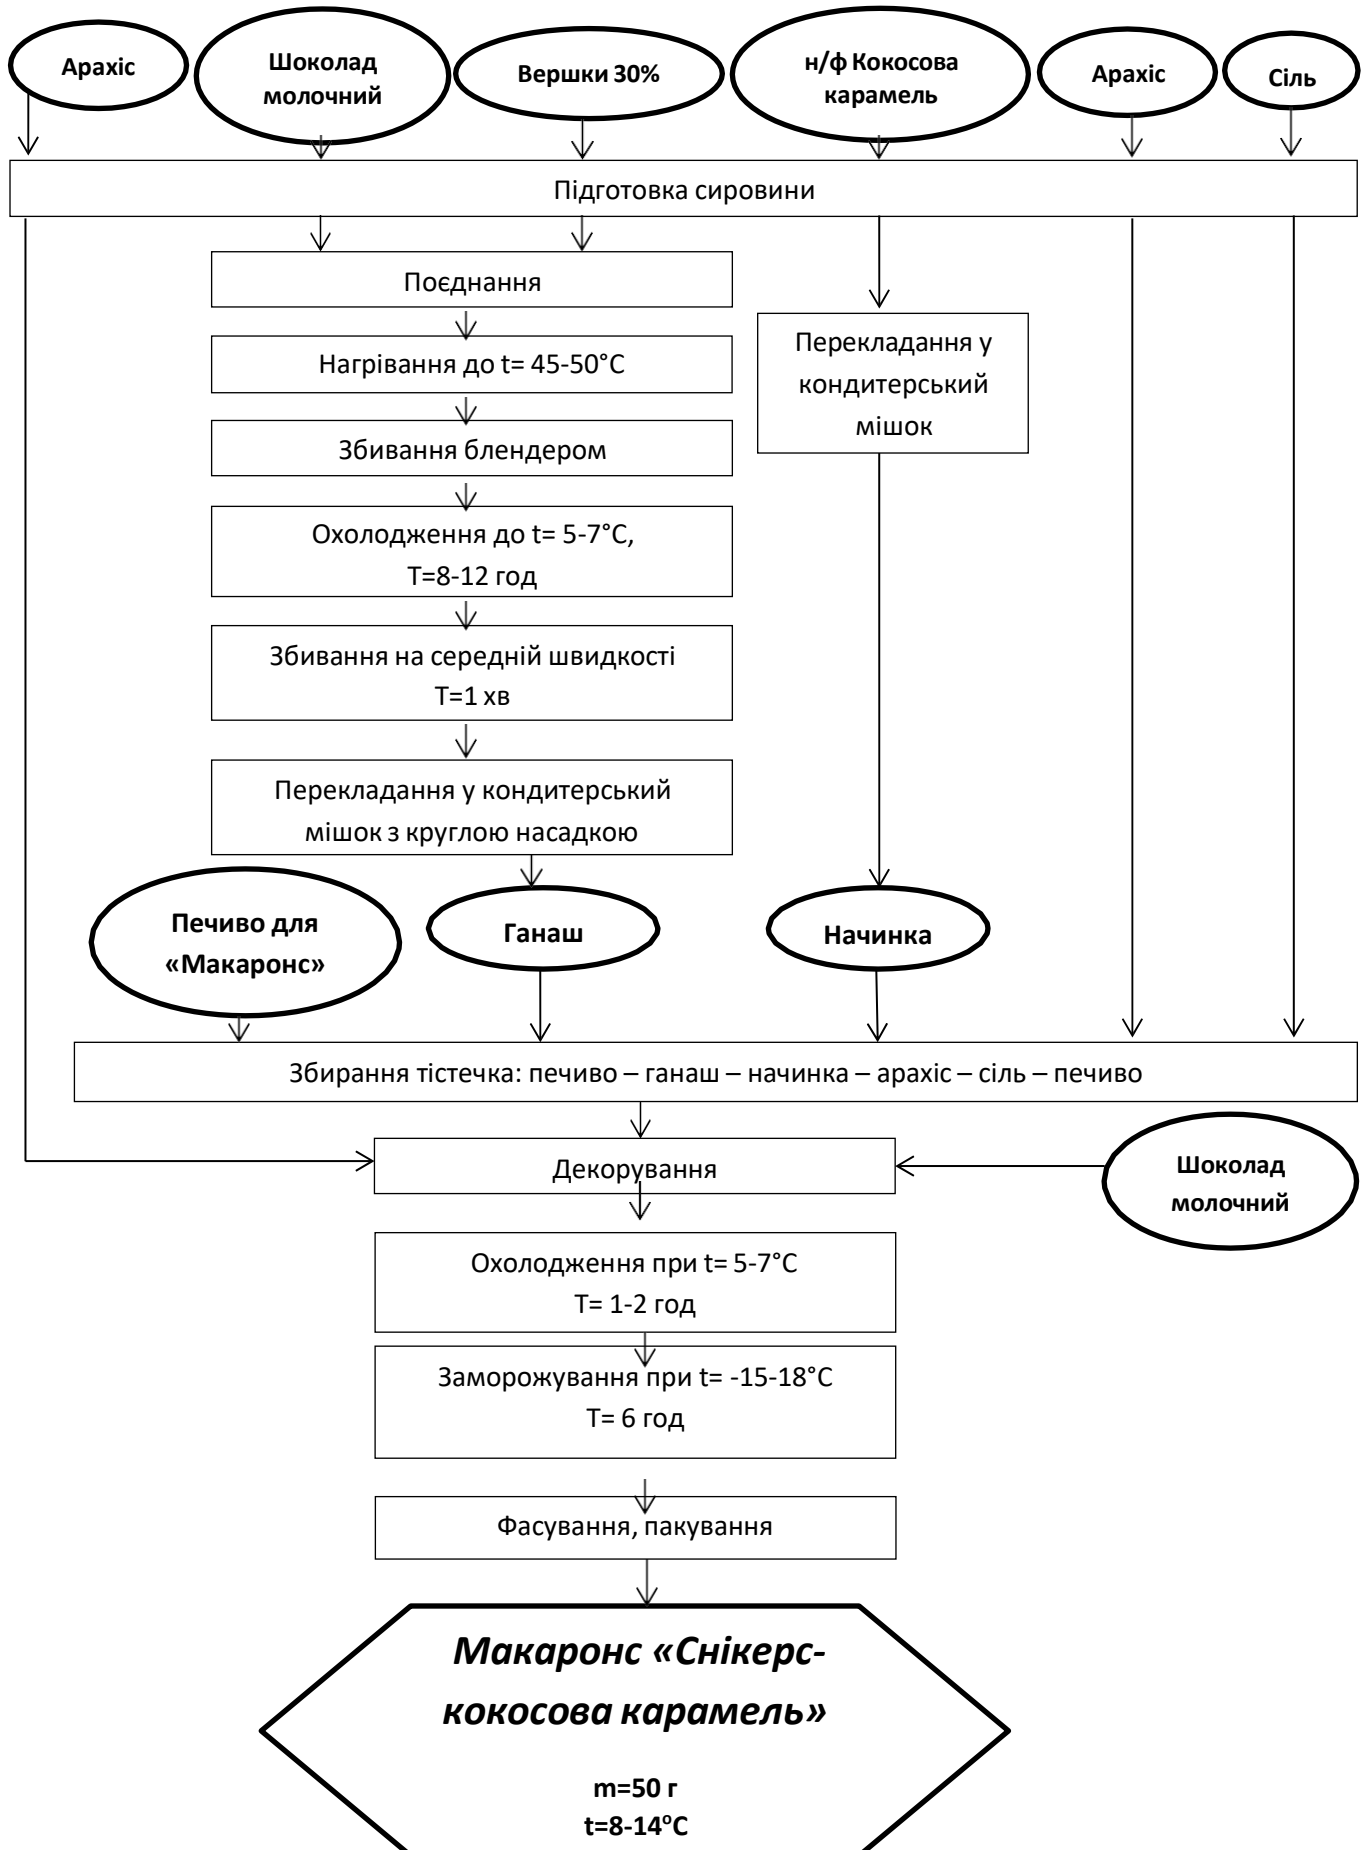 Арахіс
Шоколад
молочний
Вершки 30%
н/ф Кокосова
карамель
Арахіс
Сіль
Підготовка сировини
Поєднання
Нагрівання до t= 45-50°C
Збивання блендером
Охолодження до t= 5-7°C,
Т=8-12 год
Збивання на середній швидкості
Т=1 хв
Перекладання у кондитерський
мішок з круглою насадкою
Перекладання у
кондитерський
мішок
Печиво для
«Макаронс»
Ганаш
Начинка
Збирання тістечка: печиво – ганаш – начинка – арахіс – сіль – печиво
Декорування
Шоколад
молочний
Охолодження при t= 5-7°C
Т= 1-2 год
Заморожування при t= -15-18°C
Т= 6 год
Фасування, пакування
Макаронс «Снікерс-
кокосова карамель»
m=50 г
t=8-14°C